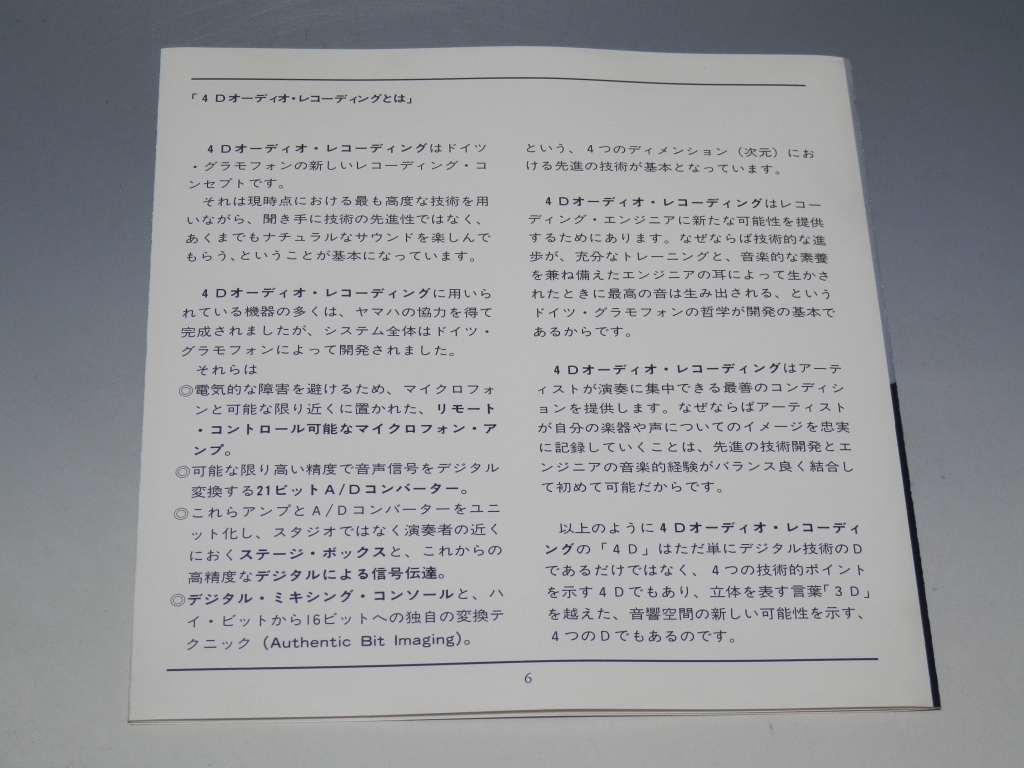 「4Dオーディオ・レコーディングとは」
4Dオーディオ・レコーディングはドイツ
・グラモフォンの新しいレコーディング・コ
ンセプトです。
それは現時点における最も高度な技術を用
いながら、聞き手に技術の先進性ではなく、
あくまでもナチュラルなサウンドを楽しんで
もらう、ということが基本になっています。
4Dオーディオ・レコーディングに用いら
れている機器の多くは、ヤマハの協力を得て
完成されましたが、システム全体はドイツ・
グラモフォンによって開発されました。
それらは
◎電気的な障害を避けるため、マイクロフォ
ンと可能な限り近くに置かれた、リモート
・コントロール可能なマイクロフォン・ア
ンプ。
◎可能な限り高い精度で音声信号をデジタル
変換する21ビットA/Dコンバーター。
◎これらアンプとA/Dコンバーターをユニ
ット化し、スタジオではなく演奏者の近く
におくステージ・ボックスと、これからの
高精度なデジタルによる信号伝達。
◎デジタル・ミキシング・コンソールと、ハ
イ・ビットから16ビットへの独自の変換テ
クニック (Authentic Bit Imaging)。
という、4つのディメンション（次元）にお
ける先進の技術が基本となっています。
4Dオーディオ・レコーディングはレコー
ディング・エンジニアに新たな可能性を提供
するためにあります。なぜならば技術的な進
歩が、充分なトレーニングと、音楽的な素養
を兼ね備えたエンジニアの耳によって生かさ
れたときに最高の音は生み出される、という
ドイツ・グラモフォンの哲学が開発の基本で
あるからです。
4Dオーディオ・レコーディングはアーテ
ィストが演奏に集中できる最善のコンディシ
ョンを提供します。なぜならばアーティスト
が自分の楽器や声についてのイメージを忠実
に記録していくことは、先進の技術開発とエ
ンジニアの音楽的経験がバランス良く結合し
て初めて可能だからです。
以上のように4Dオーディオ・レコーディ
ングの「4D」はただ単にデジタル技術のD
であるだけではなく、4つの技術的ポイント
を示す4Dでもあり、立体を表す言葉「3D」
を越えた、音響空間の新しい可能性を示す、
4つのDでもあるのです。
6